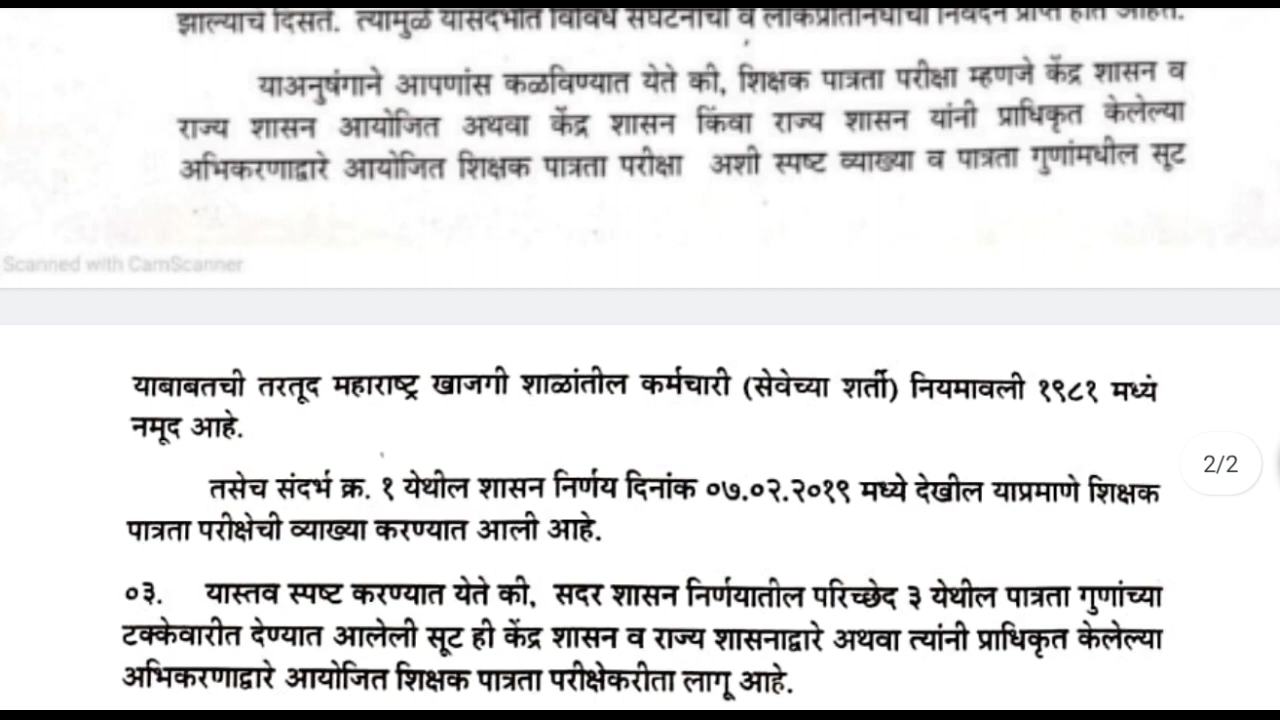 झाल्याचे दिसते. त्यामुळे यासंदर्भात विविध संघटनांची व लोकप्रतिनिधींची निवेदने प्राप्त होत आहेत.
याअनुषंगाने आपणांस कळविण्यात येते की, शिक्षक पात्रता परीक्षा म्हणजे केंद्र शासन व
राज्य शासन आयोजित अथवा केंद्र शासन किंवा राज्य शासन यांनी प्राधिकृत केलेल्या
अभिकरणाद्वारे आयोजित शिक्षक पात्रता परीक्षा अशी स्पष्ट व्याख्या व पात्रता गुणांमधील सूट
Scanned with CamScanner
याबाबतची तरतूद महाराष्ट्र खाजगी शाळांतील कर्मचारी (सेवेच्या शर्ती) नियमावली १९८१ मध्यं
नमूद आहे.
2/2
तसेच संदर्भ क्र. १ येथील शासन निर्णय दिनांक ०७.०२.२०१९ मध्ये देखील याप्रमाणे शिक्षक
पात्रता परीक्षेची व्याख्या करण्यात आली आहे.
०३. यास्तव स्पष्ट करण्यात येते की, सदर शासन निर्णयातील परिच्छेद ३ येथील पात्रता गुणांच्या
टक्केवारीत देण्यात आलेली सूट ही केंद्र शासन व राज्य शासनाद्वारे अथवा त्यांनी प्राधिकृत केलेल्या
अभिकरणाद्वारे आयोजित शिक्षक पात्रता परीक्षेकरीता लागू आहे.